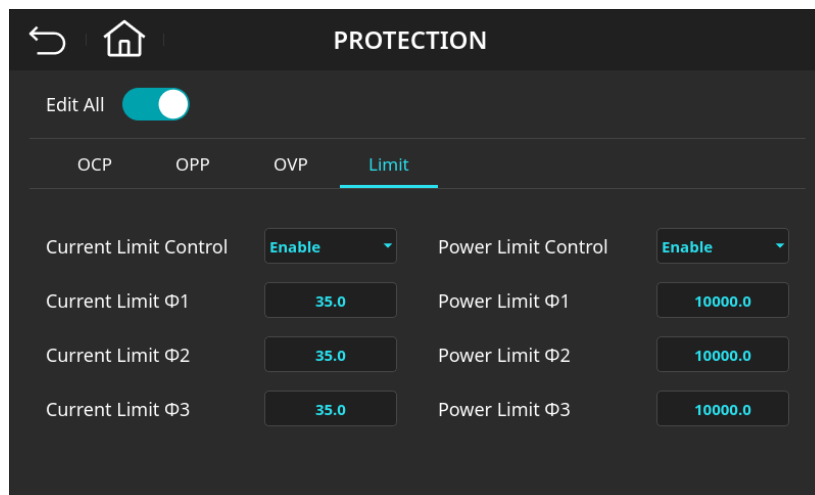 PROTECTION
Edit All
OCP OPP OVP Limit
Current Limit Control Enable Power Limit Control Enable
Current Limit Φ1 35.0 Power Limit Φ1 10000.0
Current Limit Φ2 35.0 Power Limit Φ2 10000.0
Current Limit Φ3 35.0 Power Limit Φ3 10000.0